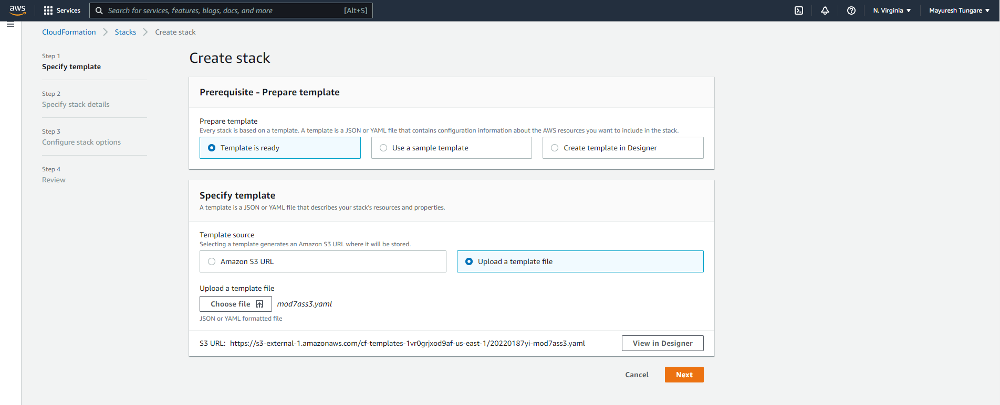 aws Services Search for services, features, blogs, docs, and more [Alt+S] N. Virginia Mayuresh Tungare
CloudFormation Stacks Create stack
Step 1
Specify template
Step 2
Specify stack details
Step 3
Configure stack options
Step 4
Review
Create stack
Prerequisite - Prepare template
Prepare template
Every stack is based on a template. A template is a JSON or YAML file that contains configuration information about the AWS resources you want to include in the stack.
Template is ready Use a sample template Create template in Designer
Specify template
A template is a JSON or YAML file that describes your stack's resources and properties.
Template source
Selecting a template generates an Amazon S3 URL where it will be stored.
Amazon S3 URL Upload a template file
Upload a template file
Choose file mod7ass3.yaml
JSON or YAML formatted file
S3 URL: https://s3-external-1.amazonaws.com/cf-templates-1vr0grjxod9af-us-east-1/20220187yi-mod7ass3.yaml View in Designer
Cancel Next